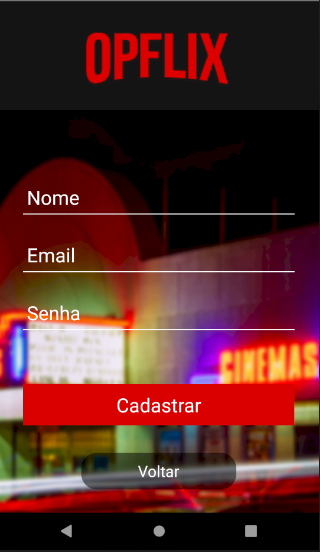 OPFLIX
Nome
Email
Senha
CINEMAS
Cadastrar
Voltar